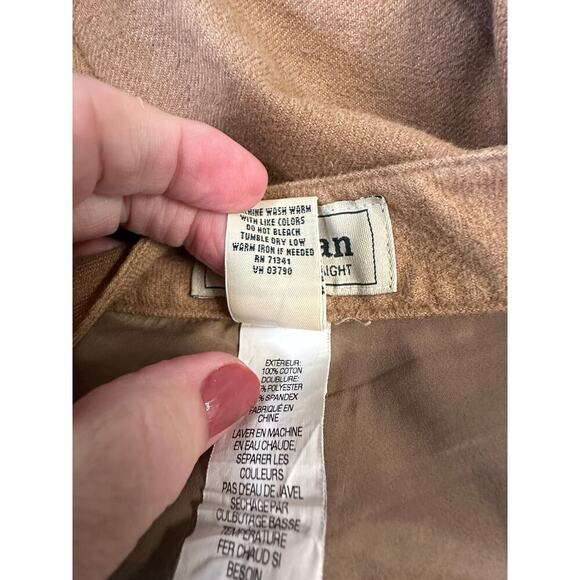 HINE WASH WARM
WITH LIKE COLORS
DO NOT BLEACH
TUMBLE DRY LOW
WARM IRON IF NEEDED
RN 71341
VH 03790
an
AIGHT
EXTÉRIEUR:
100% COTON
DOUBLURE:
% POLYESTER
% SPANDEX
FABRIQUÉ EN
CHINE
LAVER EN MACHINE
EN EAU CHAUDE,
SÉPARER LES
COULEURS
PAS D'EAU DE JAVEL
SÉCHAGE PAR
CULBUTAGE BASSE
TEMPÉRATURE
FER CHAUD SI
BESOIN